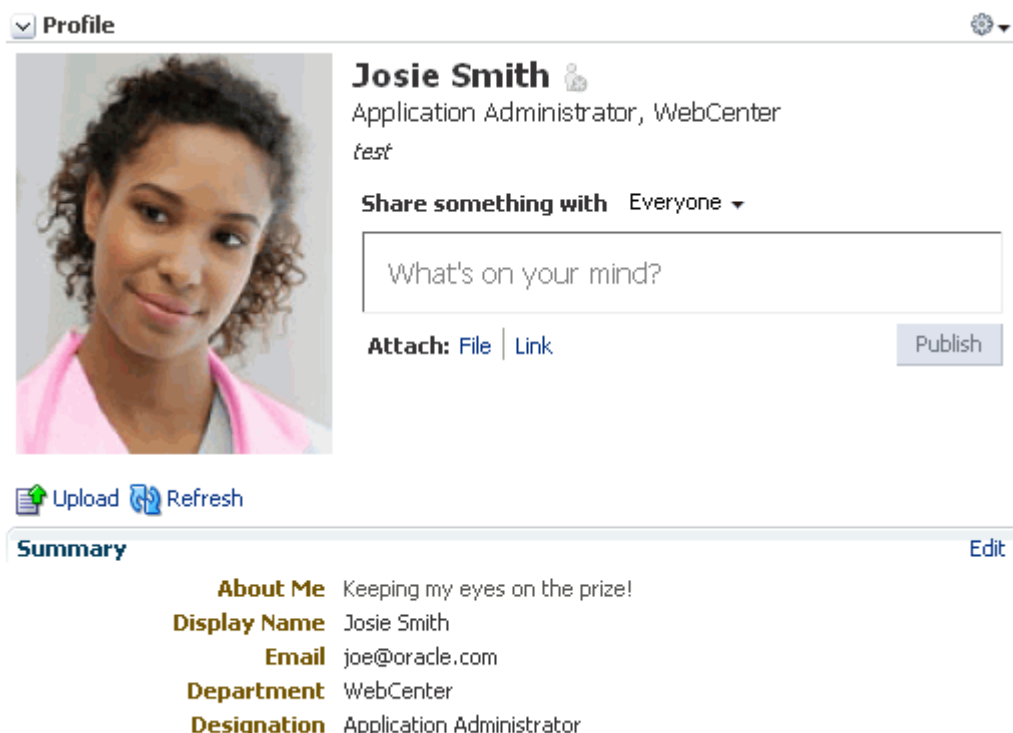 Profile
Josie Smith
Application Administrator, WebCenter
test
Share something with Everyone
What's on your mind?
Attach: File Link
Publish
Upload Refresh
Summary Edit
About Me Keeping my eyes on the prize!
Display Name Josie Smith
Email joe@oracle.com
Department WebCenter
Designation Application Administrator